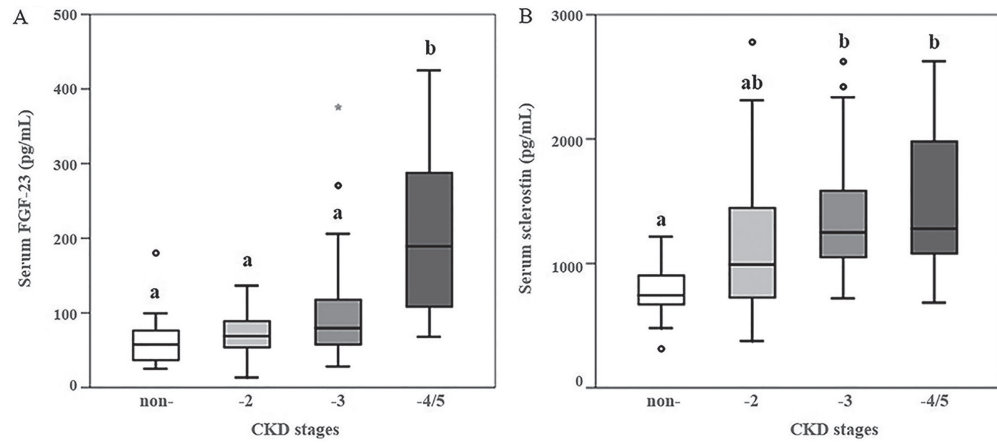 A
500
400
300
200
100
0
Serum FGF-23 (pg/mL)
a
a
a
b
non-
-2
-3
-4/5
CKD stages
B
3000
2000
1000
0
Serum sclerostin (pg/mL)
a
ab
b
b
non-
-2
-3
-4/5
CKD stages